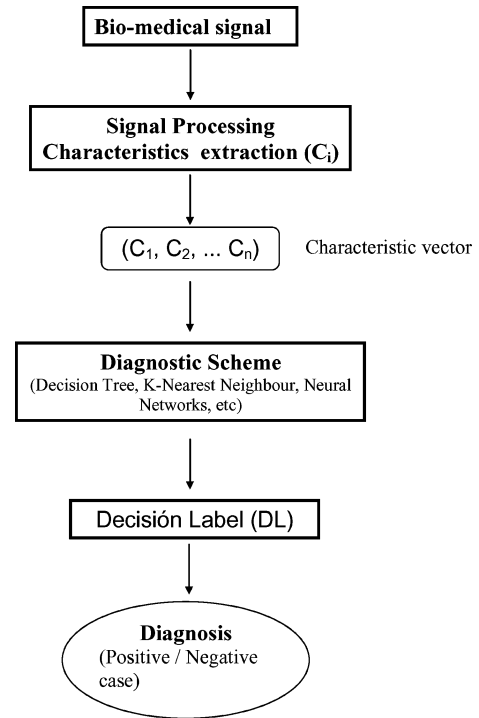 Bio-medical signal
Signal Processing
Characteristics extraction (Ci)
(C1, C2, ... Cn) Characteristic vector
Diagnostic Scheme
(Decision Tree, K-Nearest Neighbour, Neural
Networks, etc)
Decisión Label (DL)
Diagnosis
(Positive / Negative
case)